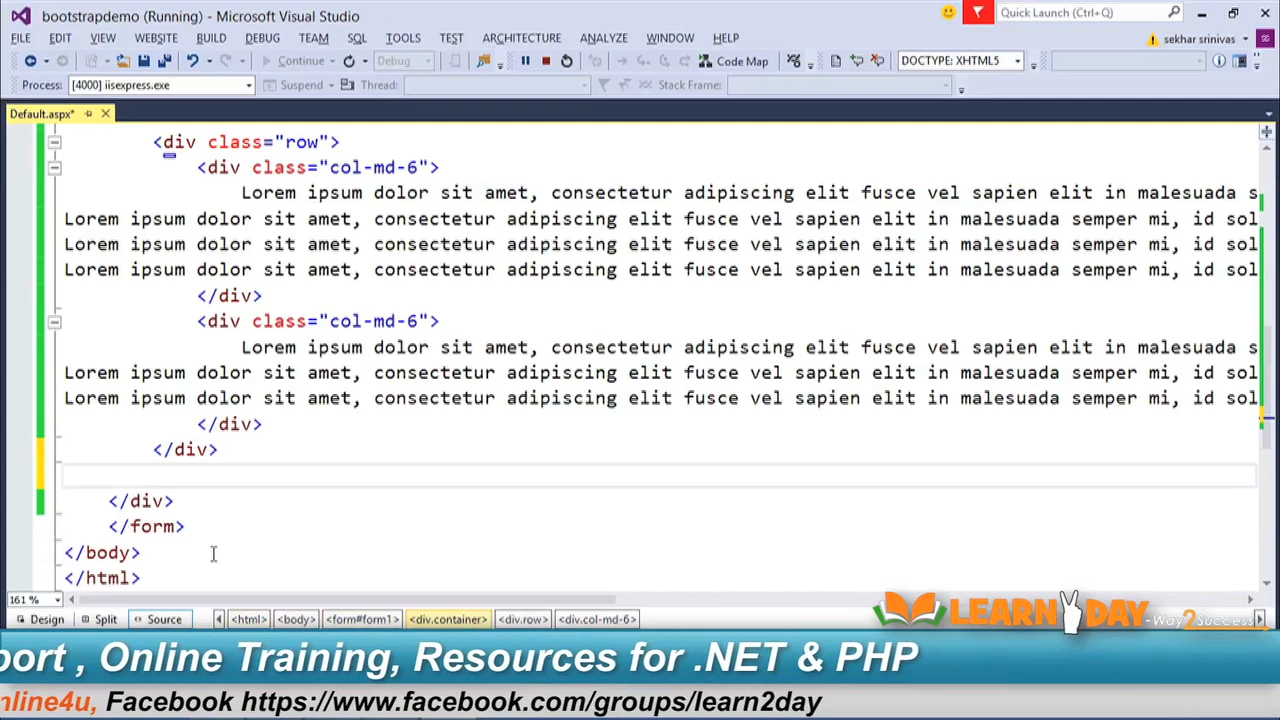 bootstrapdemo (Running) - Microsoft Visual Studio
Quick Launch (Ctrl+Q)
FILE EDIT VIEW WEBSITE BUILD DEBUG TEAM SQL TOOLS TEST ARCHITECTURE ANALYZE WINDOW HELP
sekhar srinivas
Continue Debug Code Map DOCTYPE: XHTML5
Process: [4000] iisexpress.exe Suspend Thread: Stack Frame:
Default.aspx*
<div class="row">
<div class="col-md-6">
Lorem ipsum dolor sit amet, consectetur adipiscing elit fusce vel sapien elit in malesuada s
Lorem ipsum dolor sit amet, consectetur adipiscing elit fusce vel sapien elit in malesuada semper mi, id sol
Lorem ipsum dolor sit amet, consectetur adipiscing elit fusce vel sapien elit in malesuada semper mi, id sol
Lorem ipsum dolor sit amet, consectetur adipiscing elit fusce vel sapien elit in malesuada semper mi, id sol
</div>
<div class="col-md-6">
Lorem ipsum dolor sit amet, consectetur adipiscing elit fusce vel sapien elit in malesuada s
Lorem ipsum dolor sit amet, consectetur adipiscing elit fusce vel sapien elit in malesuada semper mi, id sol
Lorem ipsum dolor sit amet, consectetur adipiscing elit fusce vel sapien elit in malesuada semper mi, id sol
</div>
</div>
</div>
</form>
</body>
</html>
161 %
Design Split Source <html> <body> <form#form1> <div.container> <div.row> <div.col-md-6>
LEARN2DAY -Way2Success...
port , Online Training, Resources for .NET & PHP
nline4u, Facebook https://www.facebook.com/groups/learn2day